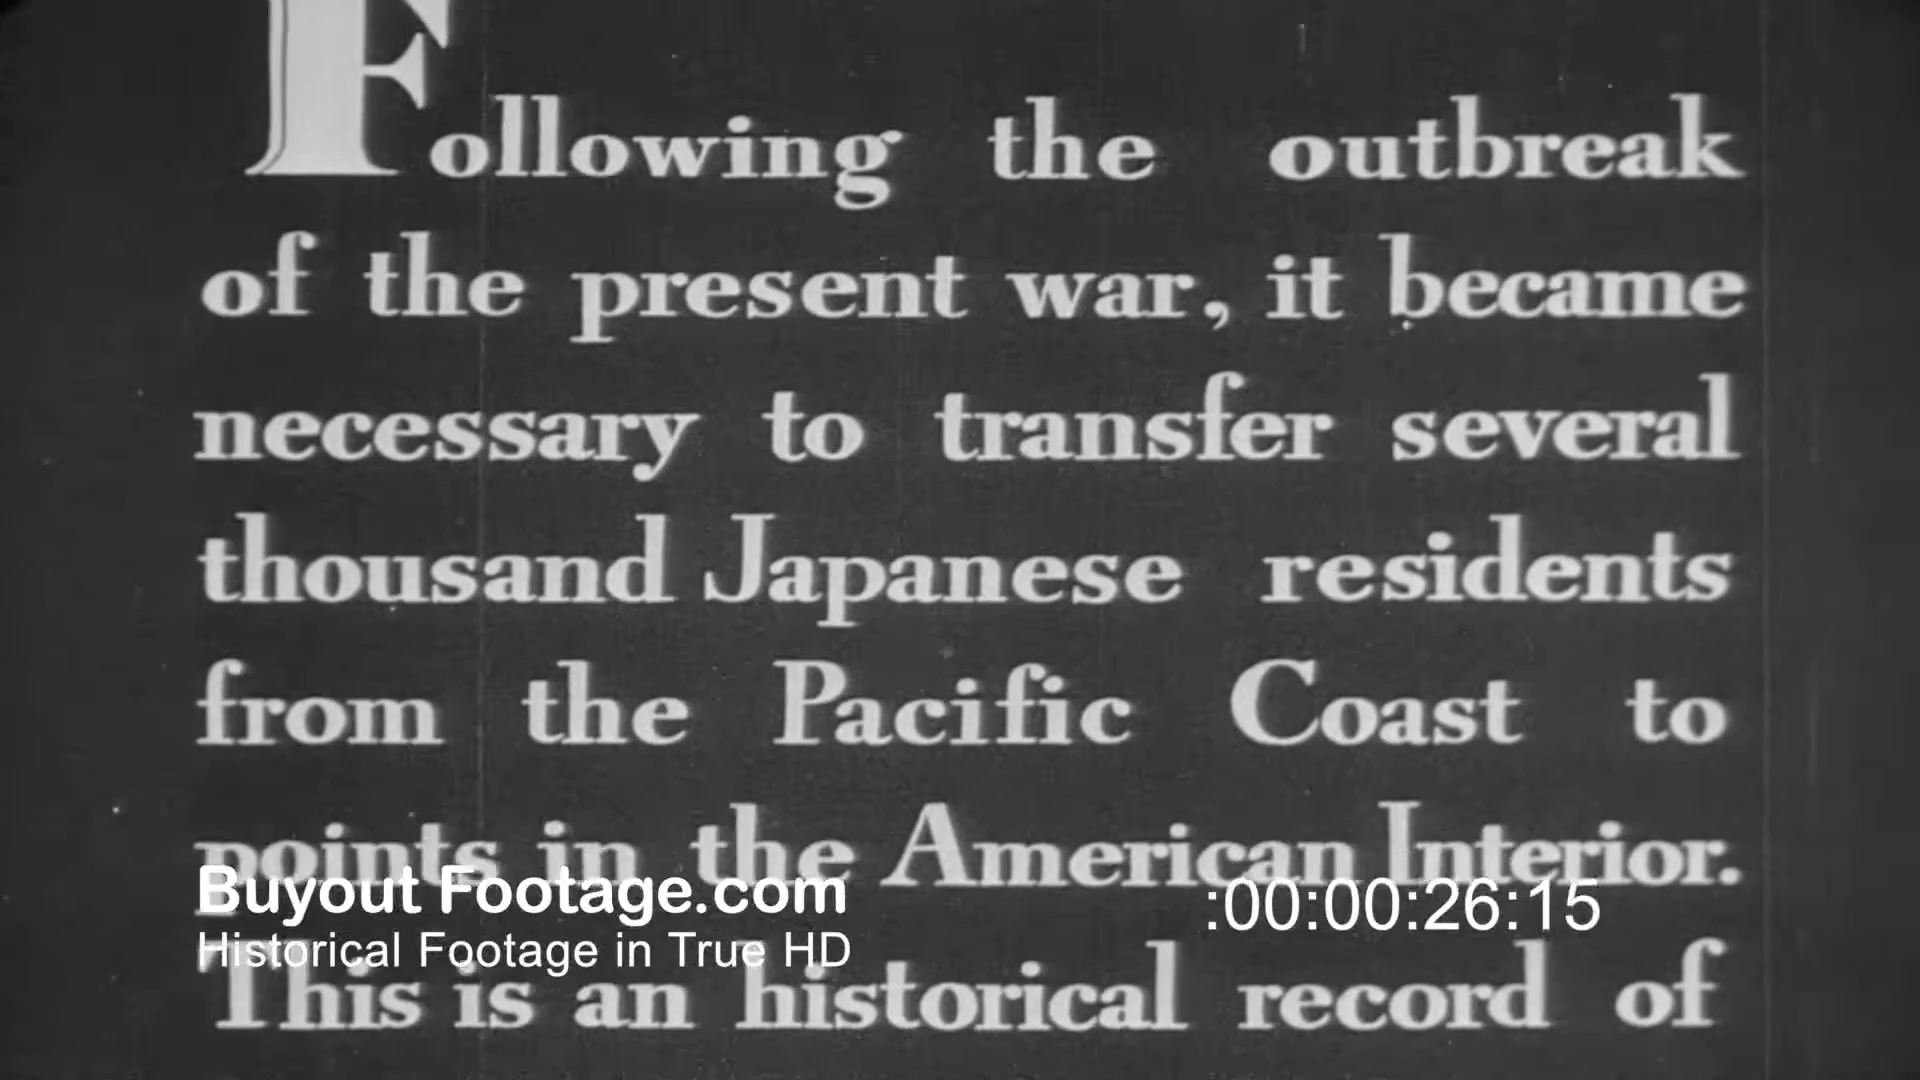 Following the outbreak
of the present war, it became
necessary to transfer several
thousand Japanese residents
from the Pacific Coast to
points in the American Interior.
Buyout Footage.com
:00:00:26:15
Historical Footage in True HD
This is an historical record of